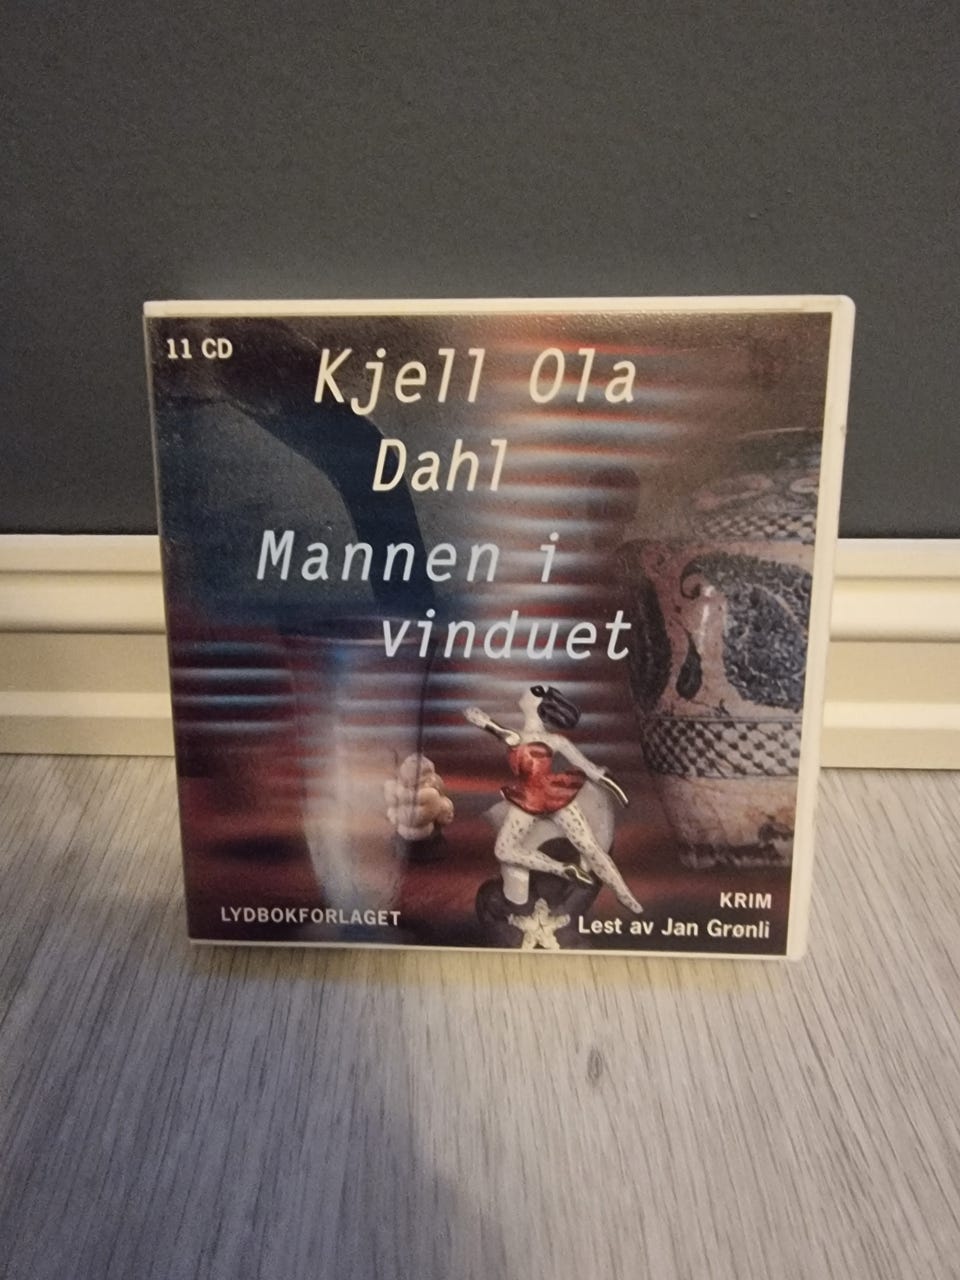 11 CD
Kjell Ola
Dahl
Mannen i
vinduet
LYDBOKFORLAGET
KRIM
Lest av Jan Grønli